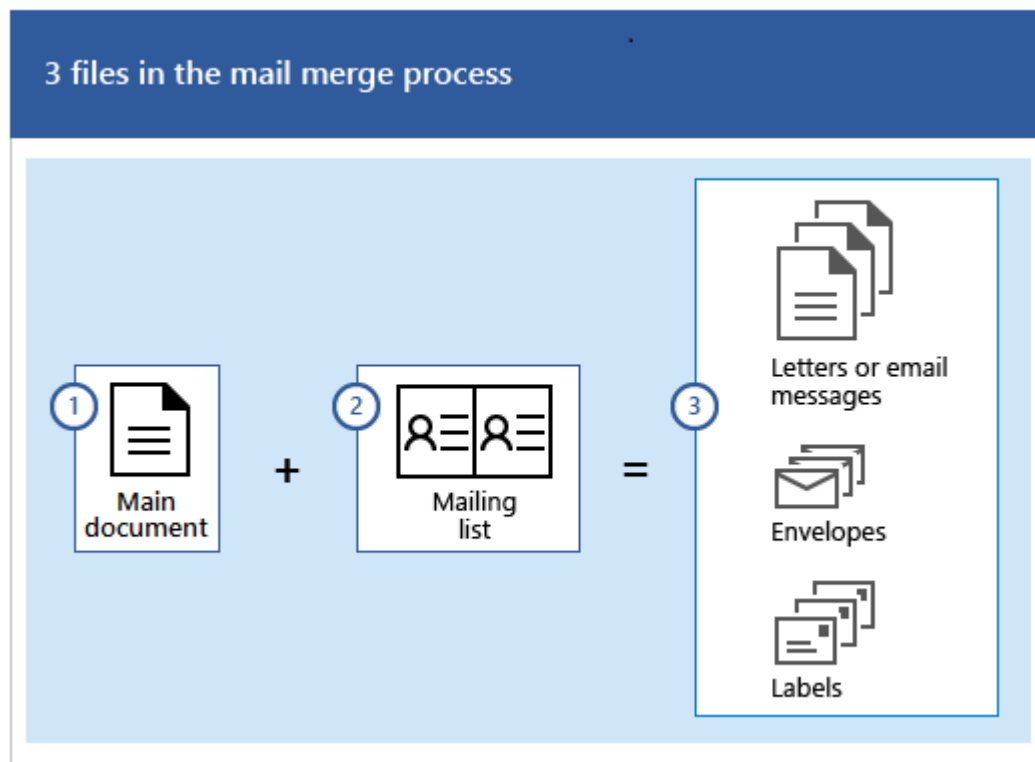 3 files in the mail merge process
1
Main
document
+
2
Mailing
list
=
3
Letters or email
messages
Envelopes
Labels